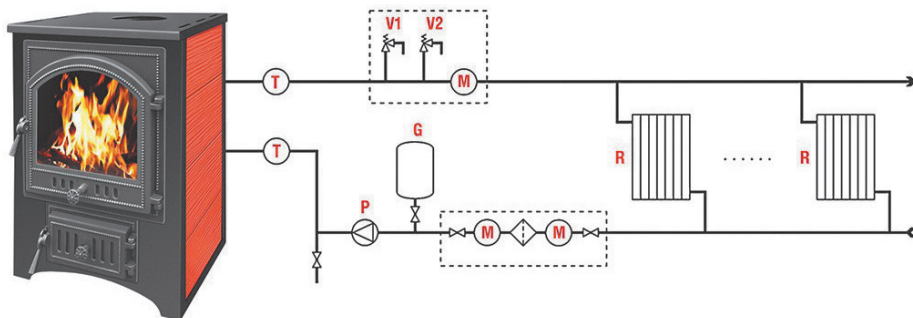 V1 V2
T M
G
T R ...... R
P
M M